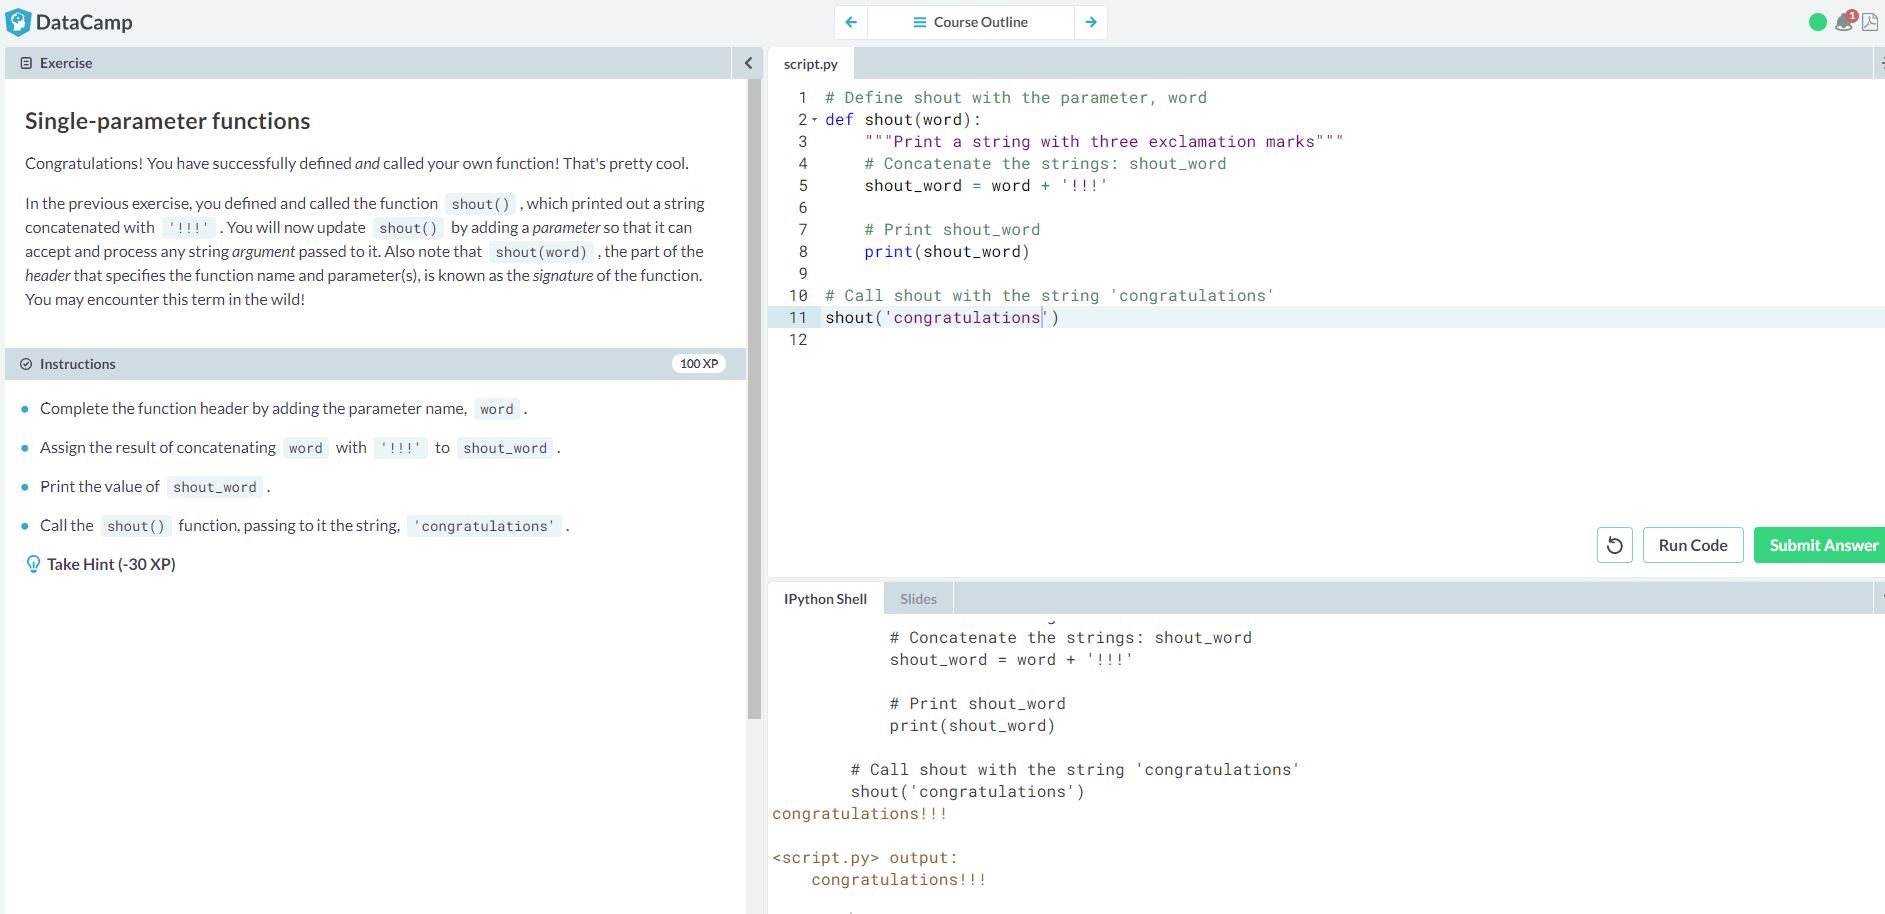 DataCamp
Course Outline
1
Exercise
Single-parameter functions
Congratulations! You have successfully defined and called your own function! That's pretty cool.
In the previous exercise, you defined and called the function shout() , which printed out a string
concatenated with '!!!' . You will now update shout() by adding a parameter so that it can
accept and process any string argument passed to it. Also note that shout(word) , the part of the
header that specifies the function name and parameter(s), is known as the signature of the function.
You may encounter this term in the wild!
Instructions
100 XP
Complete the function header by adding the parameter name, word .
Assign the result of concatenating word with '!!!' to shout_word .
Print the value of shout_word .
Call the shout() function, passing to it the string, 'congratulations' .
Take Hint (-30 XP)
script.py
1 # Define shout with the parameter, word
2 def shout(word):
3     """Print a string with three exclamation marks"""
4     # Concatenate the strings: shout_word
5     shout_word = word + '!!!'
6
7     # Print shout_word
8     print(shout_word)
9
10 # Call shout with the string 'congratulations'
11 shout('congratulations')
12
Run Code
Submit Answer
IPython Shell
Slides
# Concatenate the strings: shout_word
shout_word = word + '!!!'
# Print shout_word
print(shout_word)
# Call shout with the string 'congratulations'
shout('congratulations')
congratulations!!!
<script.py> output:
congratulations!!!